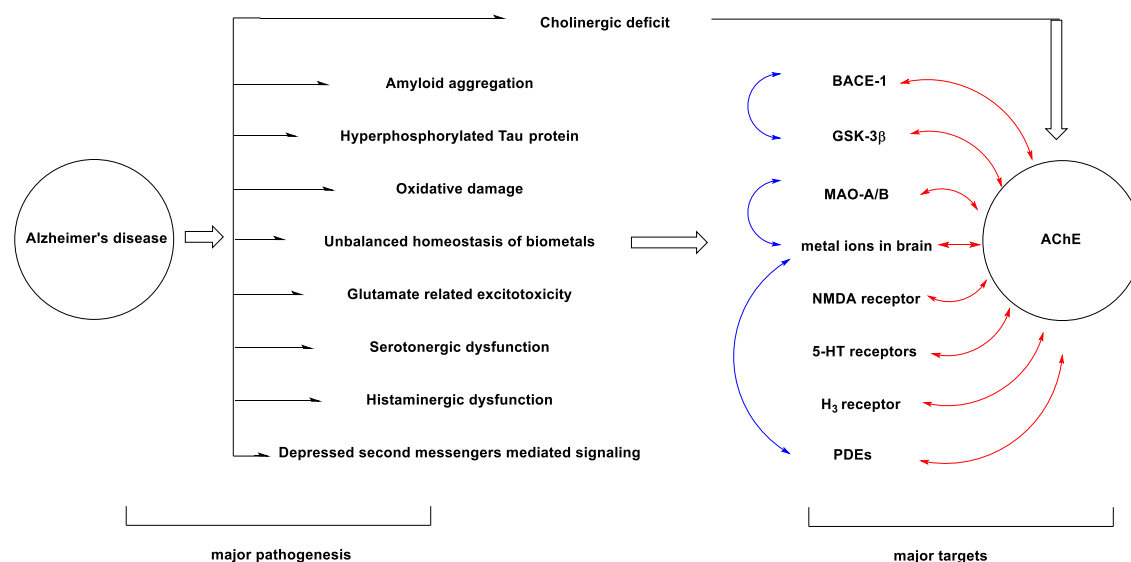 Cholinergic deficit
Amyloid aggregation
Hyperphosphorylated Tau protein
Oxidative damage
Alzheimer's disease
Unbalanced homeostasis of biometals
Glutamate related excitotoxicity
Serotonergic dysfunction
Histaminergic dysfunction
Depressed second messengers mediated signaling
major pathogenesis
BACE-1
GSK-3β
MAO-A/B
metal ions in brain
AChE
NMDA receptor
5-HT receptors
H3 receptor
PDEs
major targets